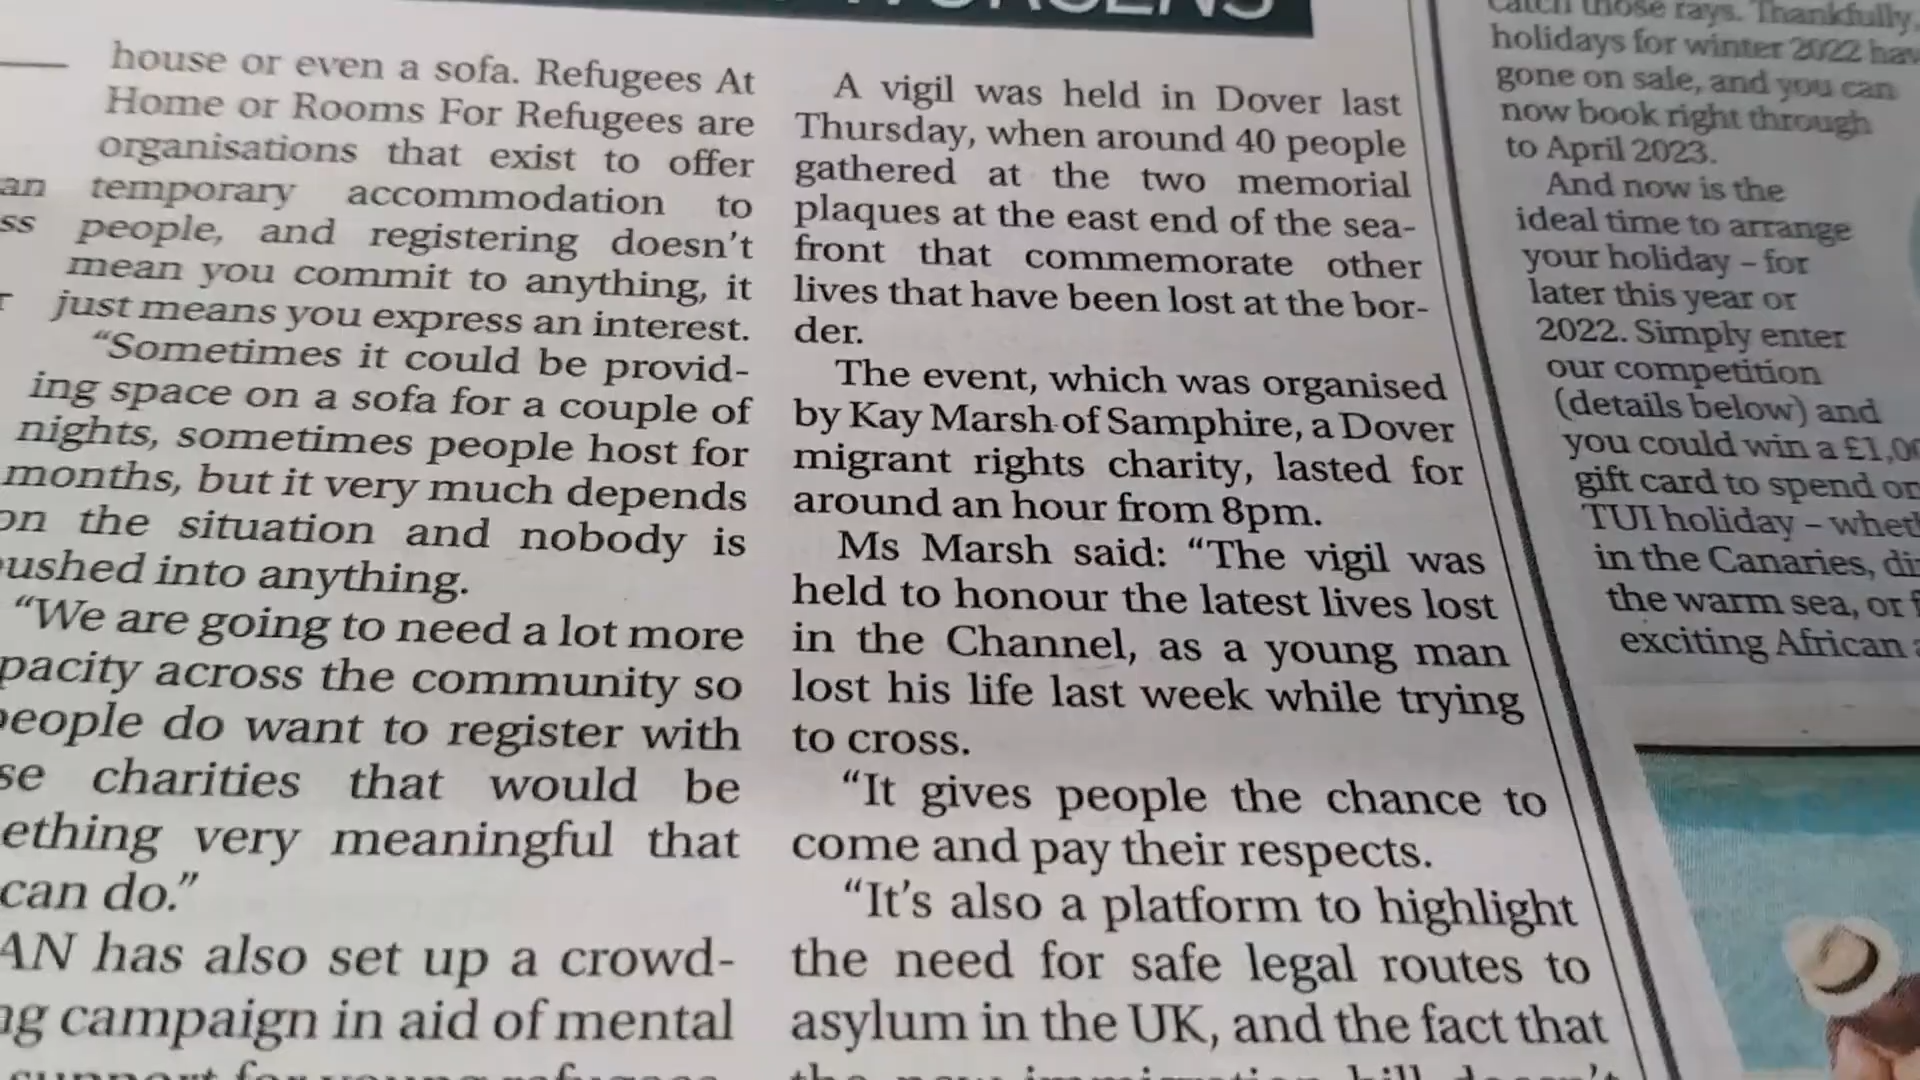 house or even a sofa. Refugees At
Home or Rooms For Refugees are
organisations that exist to offer
an temporary accommodation to
ss people, and registering doesn't
mean you commit to anything, it
just means you express an interest.
“Sometimes it could be provid-
ing space on a sofa for a couple of
nights, sometimes people host for
months, but it very much depends
on the situation and nobody is
ushed into anything.
“We are going to need a lot more
pacity across the community so
people do want to register with
se charities that would be
ething very meaningful that
can do.”
AN has also set up a crowd-
ng campaign in aid of mental
A vigil was held in Dover last
Thursday, when around 40 people
gathered at the two memorial
plaques at the east end of the sea-
front that commemorate other
lives that have been lost at the bor-
der.
The event, which was organised
by Kay Marsh of Samphire, a Dover
migrant rights charity, lasted for
around an hour from 8pm.
Ms Marsh said: “The vigil was
held to honour the latest lives lost
in the Channel, as a young man
lost his life last week while trying
to cross.
“It gives people the chance to
come and pay their respects.
“It's also a platform to highlight
the need for safe legal routes to
asylum in the UK, and the fact that
catch those rays. Thankfully,
holidays for winter 2022 hav
gone on sale, and you can
now book right through
to April 2023.
And now is the
ideal time to arrange
your holiday – for
later this year or
2022. Simply enter
our competition
(details below) and
you could win a £1,00
gift card to spend on
TUI holiday – whet
in the Canaries, di
the warm sea, or f
exciting African a